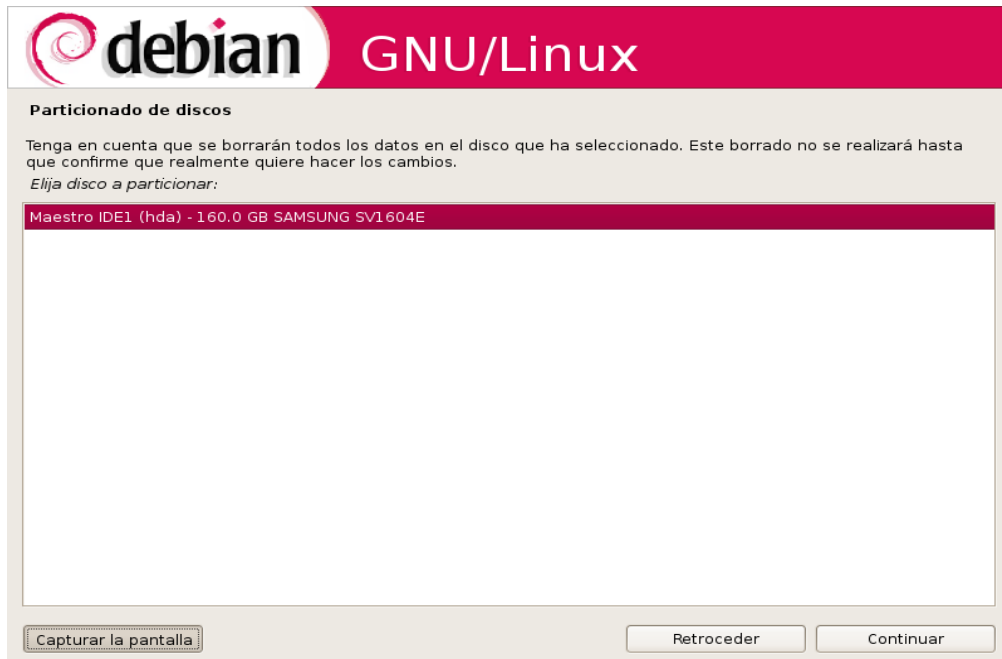 debian GNU/Linux
Particionado de discos
Tenga en cuenta que se borrarán todos los datos en el disco que ha seleccionado. Este borrado no se realizará hasta
que confirme que realmente quiere hacer los cambios.
Elija disco a particionar:
Maestro IDE1 (hda) - 160.0 GB SAMSUNG SV1604E
Capturar la pantalla Retroceder Continuar